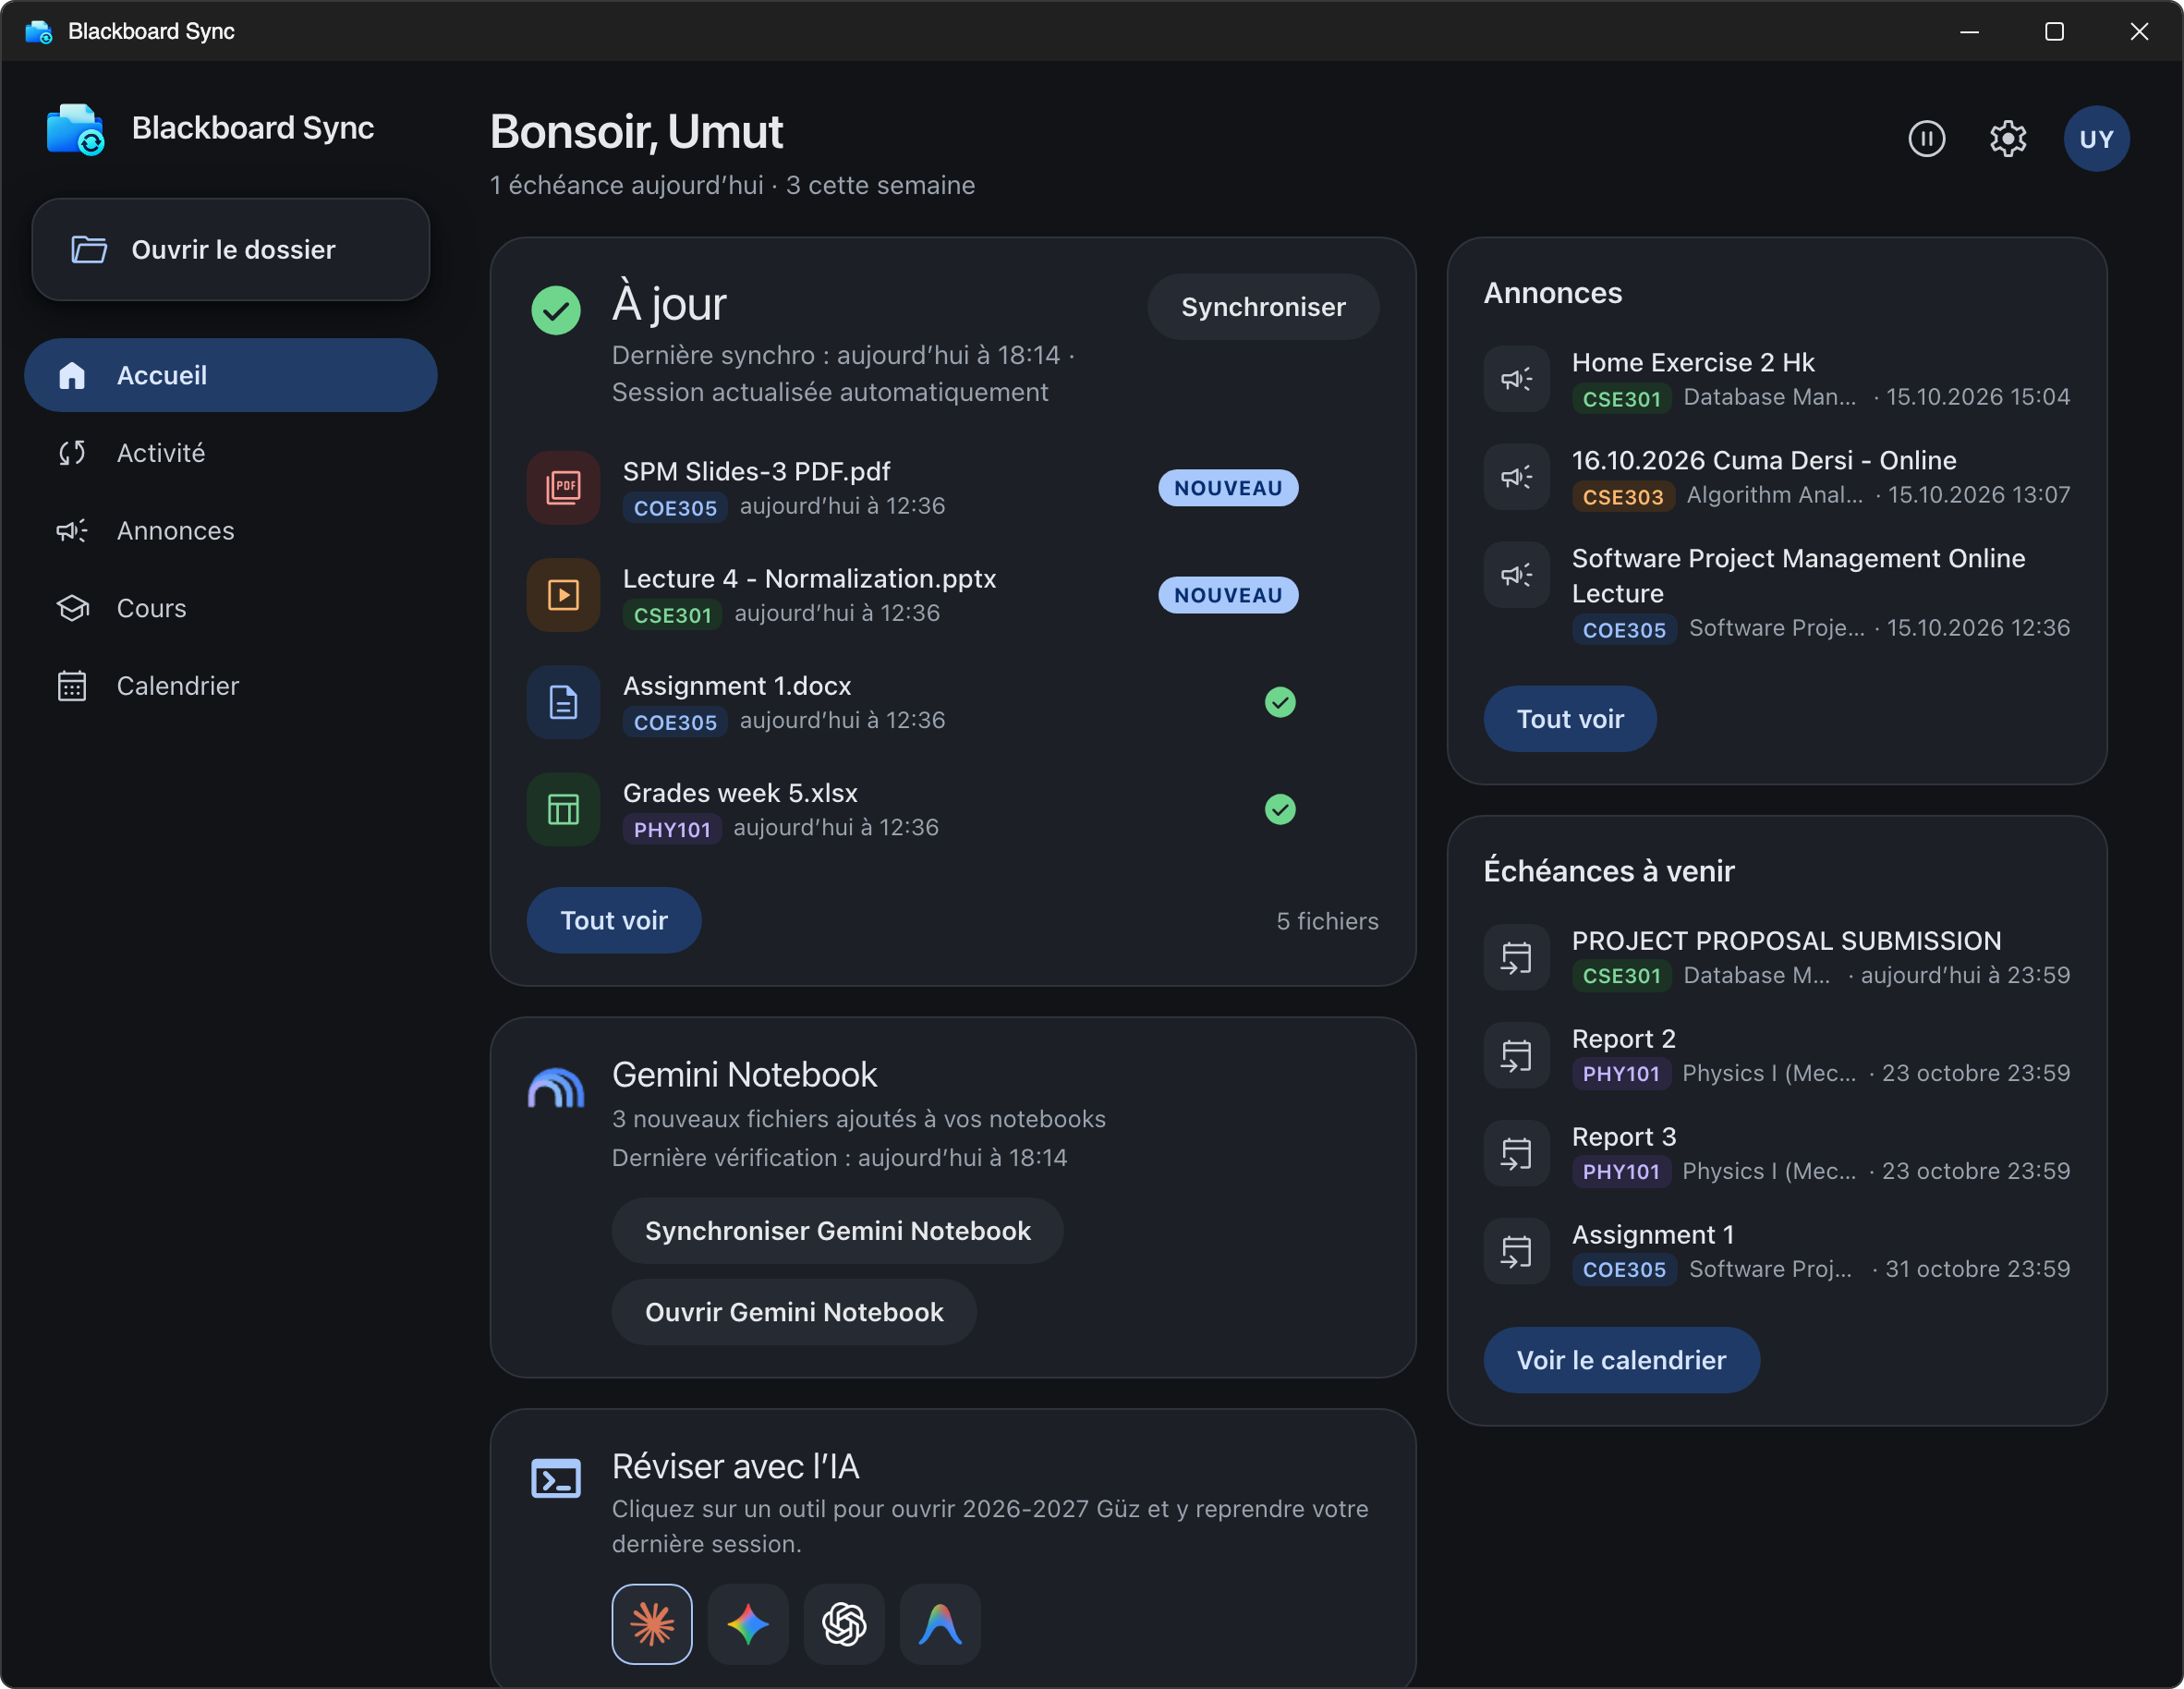 Blackboard Sync
Blackboard Sync
Ouvrir le dossier
Accueil
Activité
Annonces
Cours
Calendrier
Bonsoir, Umut
1 échéance aujourd’hui · 3 cette semaine
UY
À jour
Synchroniser
Dernière synchro : aujourd’hui à 18:14 ·
Session actualisée automatiquement
PDF
SPM Slides-3 PDF.pdf
COE305 aujourd’hui à 12:36
NOUVEAU
Lecture 4 - Normalization.pptx
CSE301 aujourd’hui à 12:36
NOUVEAU
Assignment 1.docx
COE305 aujourd’hui à 12:36
Grades week 5.xlsx
PHY101 aujourd’hui à 12:36
Tout voir
5 fichiers
Gemini Notebook
3 nouveaux fichiers ajoutés à vos notebooks
Dernière vérification : aujourd’hui à 18:14
Synchroniser Gemini Notebook
Ouvrir Gemini Notebook
Réviser avec l’IA
Cliquez sur un outil pour ouvrir 2026-2027 Güz et y reprendre votre
dernière session.
Annonces
Home Exercise 2 Hk
CSE301 Database Man... · 15.10.2026 15:04
16.10.2026 Cuma Dersi - Online
CSE303 Algorithm Anal... · 15.10.2026 13:07
Software Project Management Online
Lecture
COE305 Software Proje... · 15.10.2026 12:36
Tout voir
Échéances à venir
PROJECT PROPOSAL SUBMISSION
CSE301 Database M... · aujourd’hui à 23:59
Report 2
PHY101 Physics I (Mec... · 23 octobre 23:59
Report 3
PHY101 Physics I (Mec... · 23 octobre 23:59
Assignment 1
COE305 Software Proj... · 31 octobre 23:59
Voir le calendrier